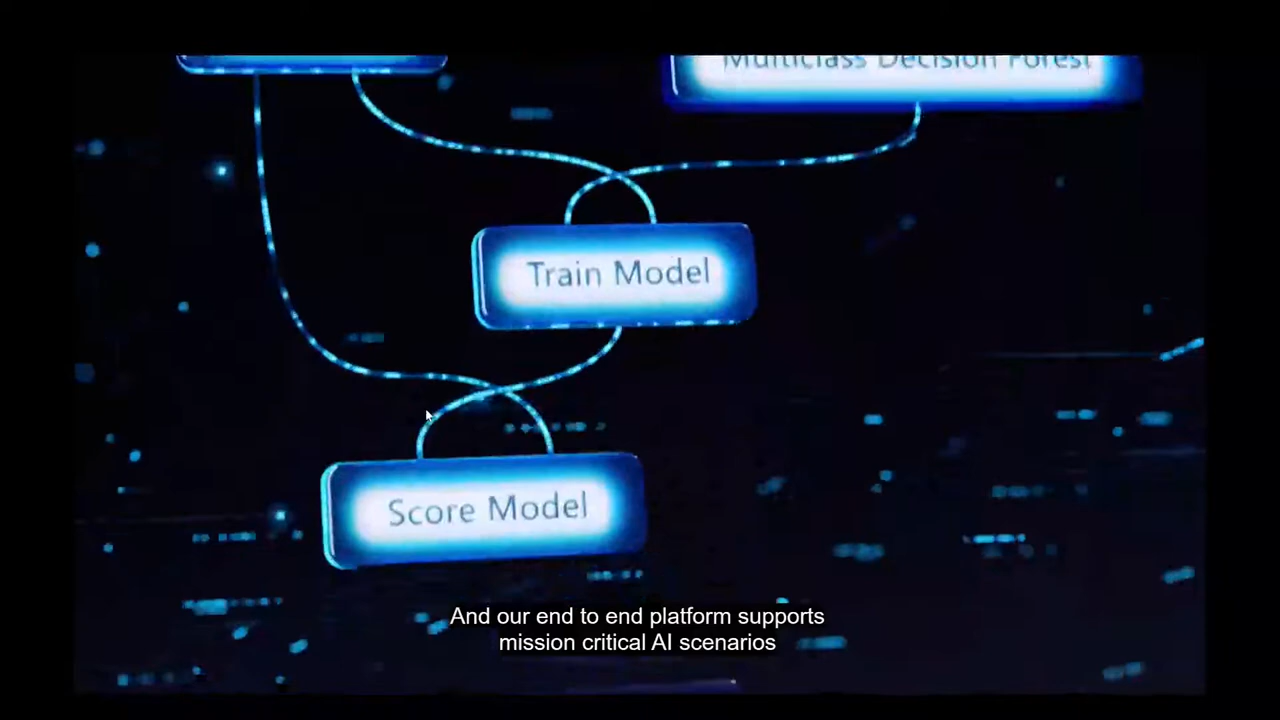 Multiclass Decision Forest
Train Model
Score Model
And our end to end platform supports
mission critical AI scenarios